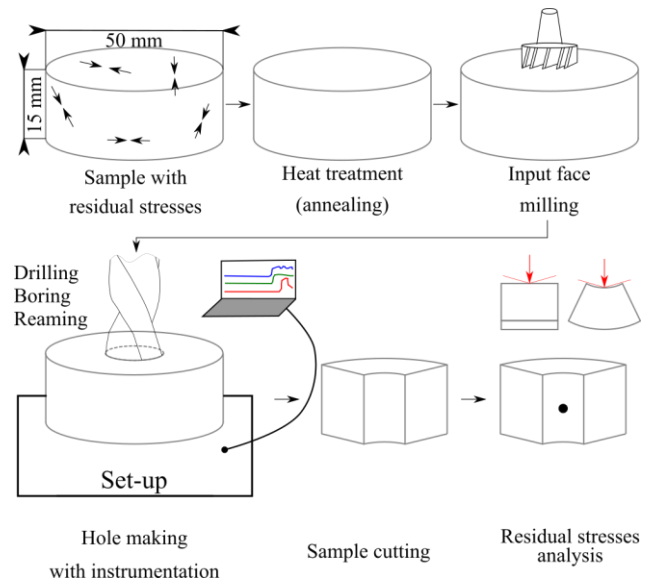 50 mm
15 mm
Sample with
residual stresses
Heat treatment
(annealing)
Input face
milling
Drilling
Boring
Reaming
Set-up
Hole making
with instrumentation
Sample cutting
Residual stresses
analysis